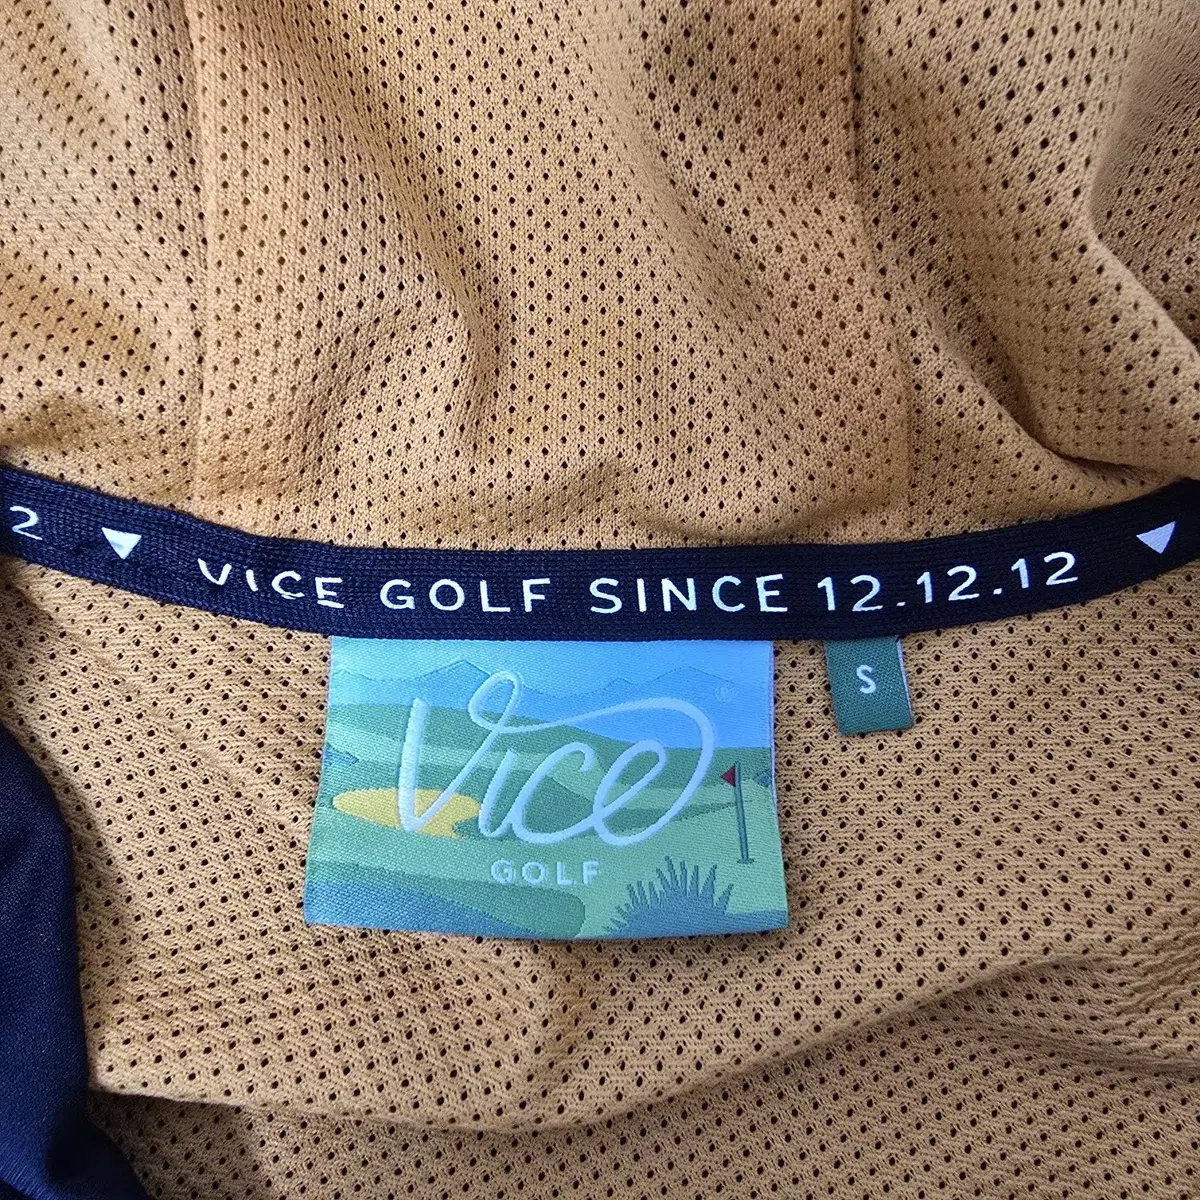 2 VICE GOLF SINCE 12.12.12
Vice ®
GOLF
S